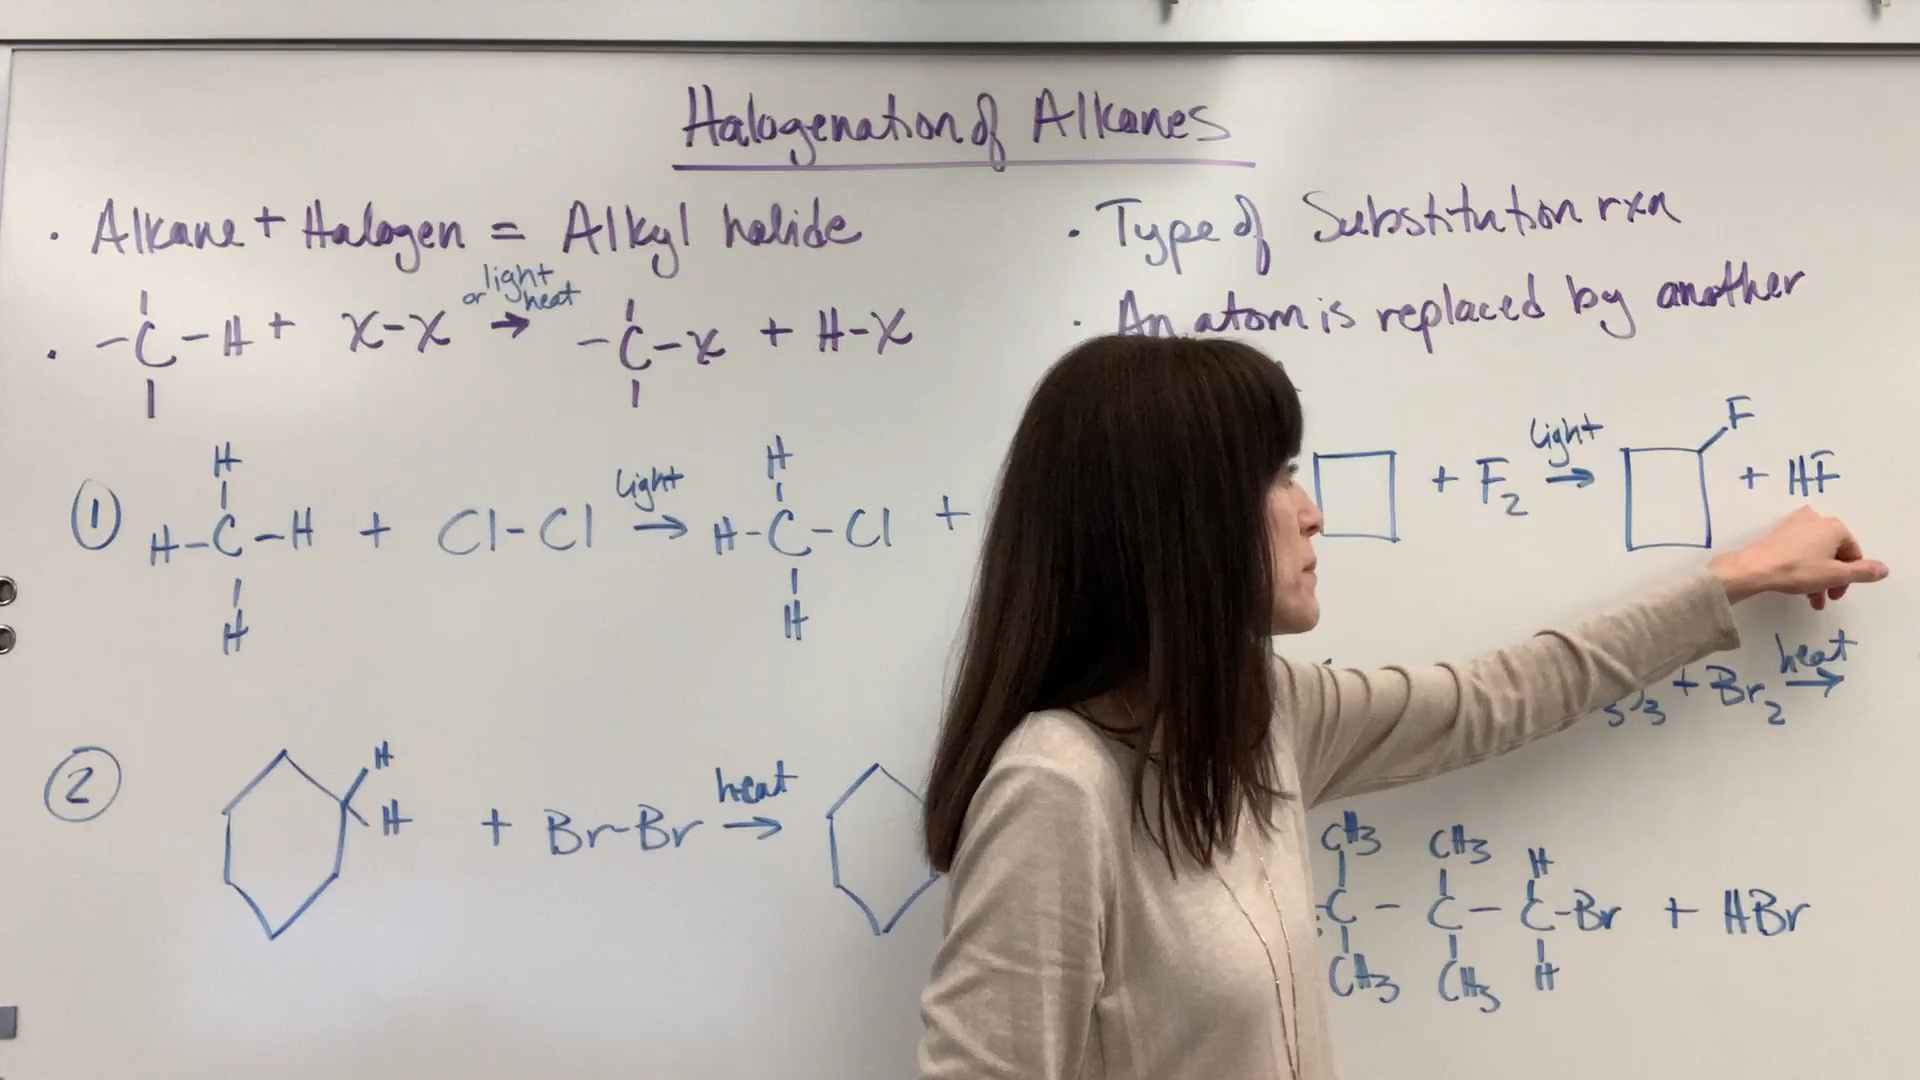 Halogenation of Alkanes
• Alkane + Halogen = Alkyl halide
• -C-H + X-X or light heat → -C-X + H-X
• Type of Substitution rxn
• An atom is replaced by another
①
H
H-C-H + Cl-Cl light →
H
H
H-C-Cl +
H
② H
H + Br-Br heat →
+ F₂ light → F + HF
3 + Br₂ heat →
CH₃ CH₃ H
-C - C - C-Br + HBr
CH₃ CH₃ H